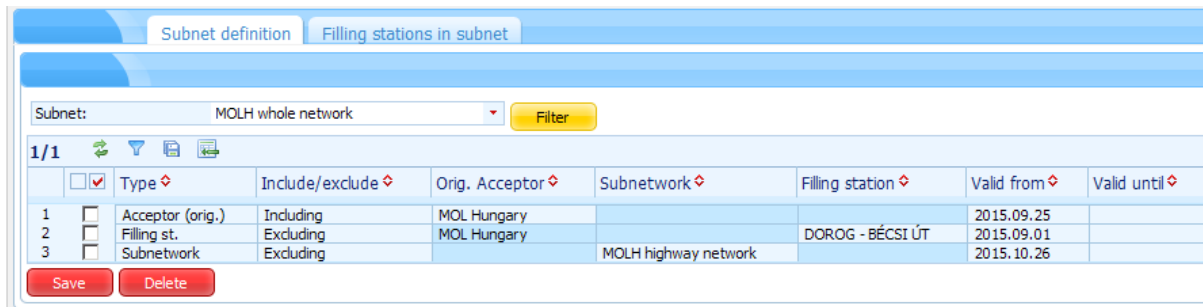 Subnet definition Filling stations in subnet
Subnet: MOLH whole network Filter
1/1
Type Include/exclude Orig. Acceptor Subnetwork Filling station Valid from Valid until
1 Acceptor (orig.) Including MOL Hungary 2015.09.25
2 Filling st. Excluding MOL Hungary DOROG - BÉCSI ÚT 2015.09.01
3 Subnetwork Excluding MOLH highway network 2015.10.26
Save Delete